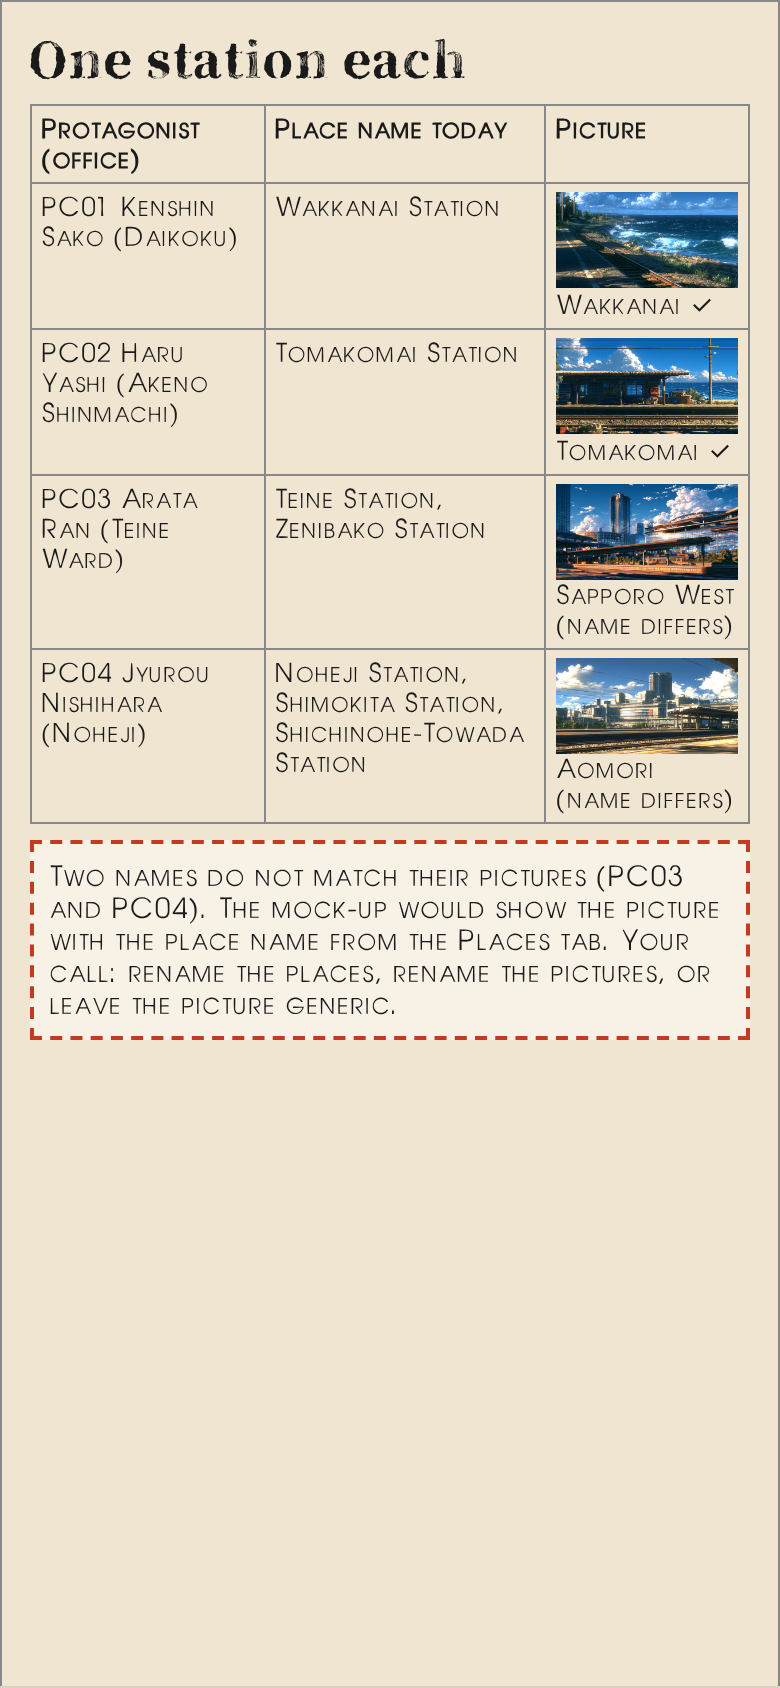 One station each
Protagonist
(office)
Place name today
Picture
PC01 Kenshin
Sako (Daikoku)
Wakkanai Station
Wakkanai ✓
PC02 Haru
Yashi (Akeno
Shinmachi)
Tomakomai Station
Tomakomai ✓
PC03 Arata
Ran (Teine
Ward)
Teine Station,
Zenibako Station
Sapporo West
(name differs)
PC04 Jyurou
Nishihara
(Noheji)
Noheji Station,
Shimokita Station,
Shichinohe-Towada
Station
Aomori
(name differs)
Two names do not match their pictures (PC03
and PC04). The mock-up would show the picture
with the place name from the Places tab. Your
call: rename the places, rename the pictures, or
leave the picture generic.